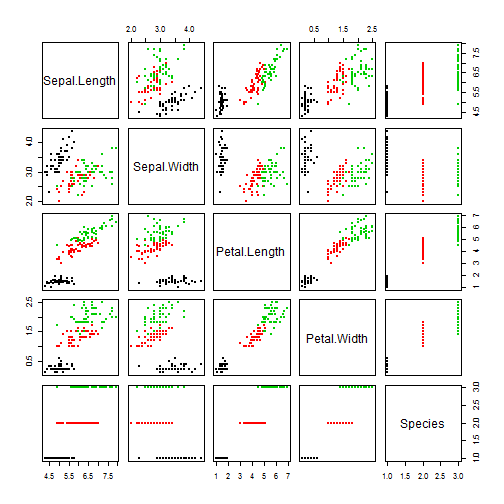 2.0 3.0 4.0
0.5 1.5 2.5
Sepal.Length
4.5 5.5 6.5 7.5
2.0 3.0 4.0
Sepal.Width
Petal.Length
1 2 3 4 5 6 7
0.5 1.5 2.5
Petal.Width
Species
1.0 1.5 2.0 2.5 3.0
4.5 5.5 6.5 7.5
1 2 3 4 5 6 7
1.0 1.5 2.0 2.5 3.0